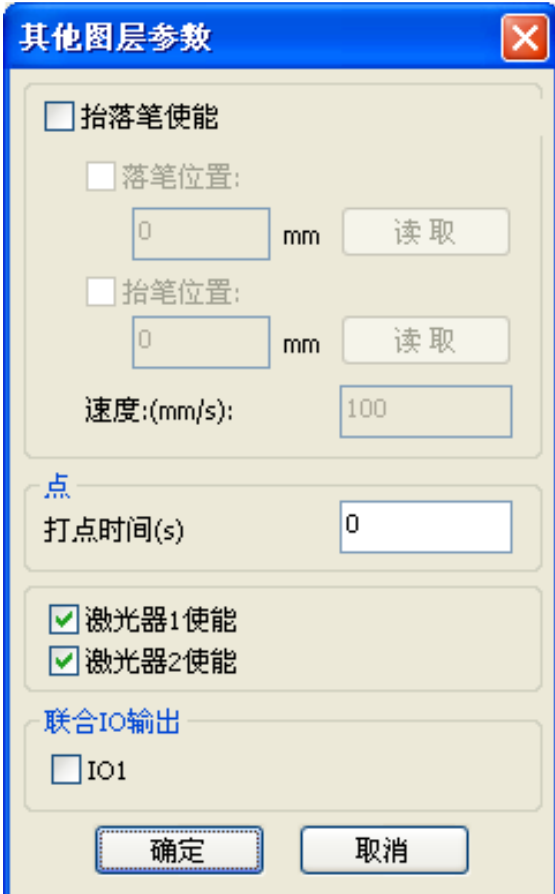 其他图层参数
抬落笔使能
落笔位置:
0 mm 读取
抬笔位置:
0 mm 读取
速度:(mm/s): 100
点
打点时间(s) 0
激光器1使能
激光器2使能
联合IO输出
IO1
确定 取消